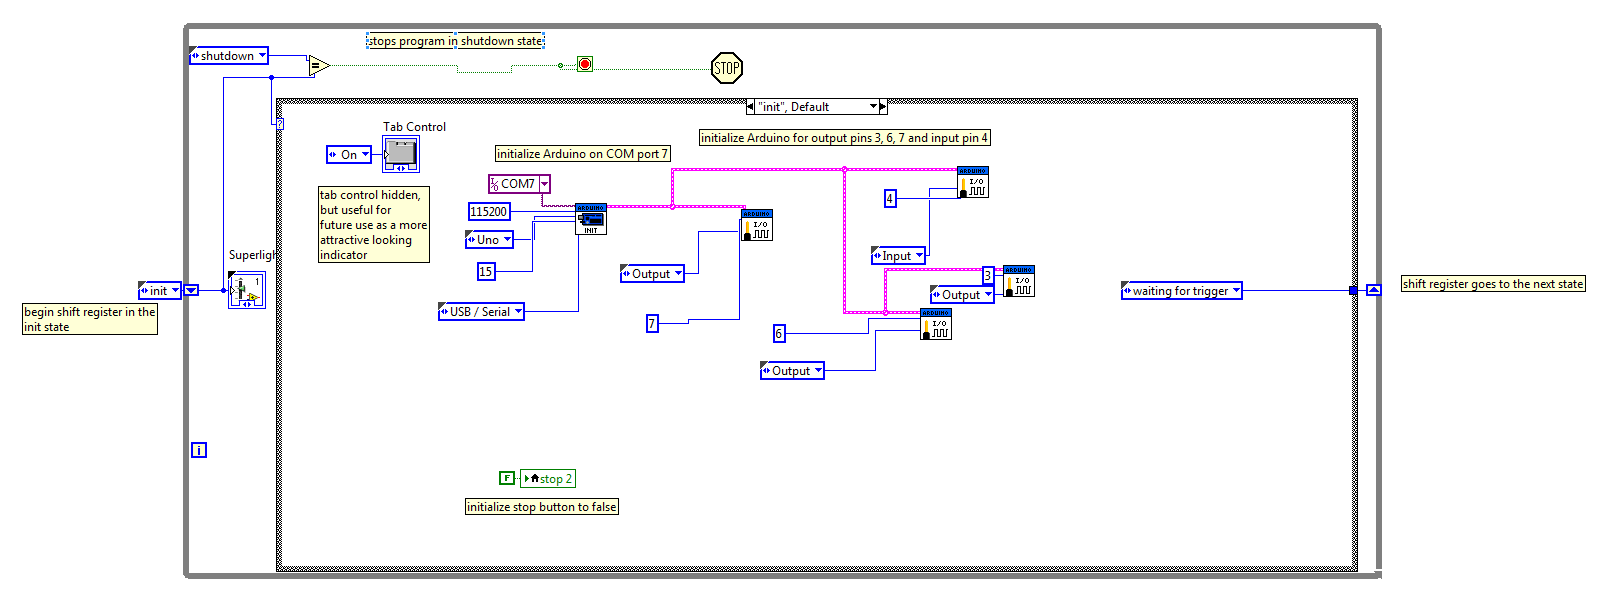 stops program in shutdown state
shutdown
=
STOP
"init", Default
?
Tab Control
On
initialize Arduino on COM port 7
initialize Arduino for output pins 3, 6, 7 and input pin 4
tab control hidden,
but useful for
future use as a more
attractive looking
indicator
I/O COM7
115200
Uno
15
USB / Serial
ARDUINO
INIT
ARDUINO
I/O
Output
7
ARDUINO
I/O
4
Input
3
ARDUINO
I/O
Output
ARDUINO
I/O
6
Output
Superligh
1
init
begin shift register in the
init state
waiting for trigger
shift register goes to the next state
i
F
stop 2
initialize stop button to false